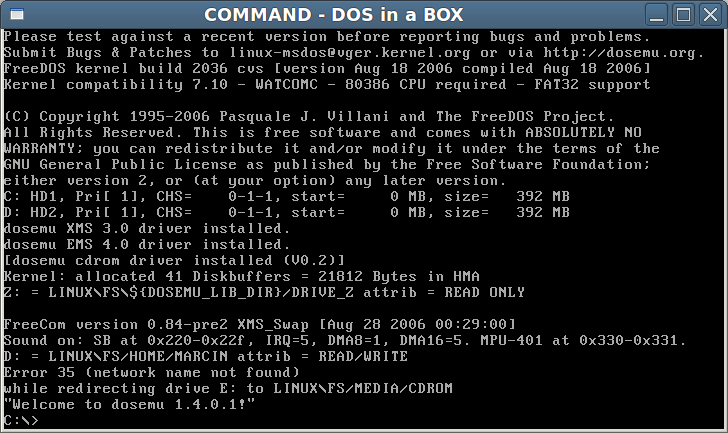 COMMAND - DOS in a BOX
Please test against a recent version before reporting bugs and problems.
Submit Bugs & Patches to linux-msdos@vger.kernel.org or via http://dosemu.org.
FreeDOS kernel build 2036 cvs [version Aug 18 2006 compiled Aug 18 2006]
Kernel compatibility 7.10 - WATCOMC - 80386 CPU required - FAT32 support

(C) Copyright 1995-2006 Pasquale J. Villani and The FreeDOS Project.
All Rights Reserved. This is free software and comes with ABSOLUTELY NO
WARRANTY; you can redistribute it and/or modify it under the terms of the
GNU General Public License as published by the Free Software Foundation;
either version 2, or (at your option) any later version.
C: HD1, Pri[ 1], CHS=    0-1-1, start=     0 MB, size=   392 MB
D: HD2, Pri[ 1], CHS=    0-1-1, start=     0 MB, size=   392 MB
dosemu XMS 3.0 driver installed.
dosemu EMS 4.0 driver installed.
[dosemu cdrom driver installed (V0.2)]
Kernel: allocated 41 Diskbuffers = 21812 Bytes in HMA
Z: = LINUX\FS\${DOSEMU_LIB_DIR}/DRIVE_Z attrib = READ ONLY

FreeCom version 0.84-pre2 XMS_Swap [Aug 28 2006 00:29:00]
Sound on: SB at 0x220-0x22f, IRQ=5, DMA8=1, DMA16=5. MPU-401 at 0x330-0x331.
D: = LINUX\FS/HOME/MARCIN attrib = READ/WRITE
Error 35 (network name not found)
while redirecting drive E: to LINUX\FS/MEDIA/CDROM
"Welcome to dosemu 1.4.0.1!"
C:\>